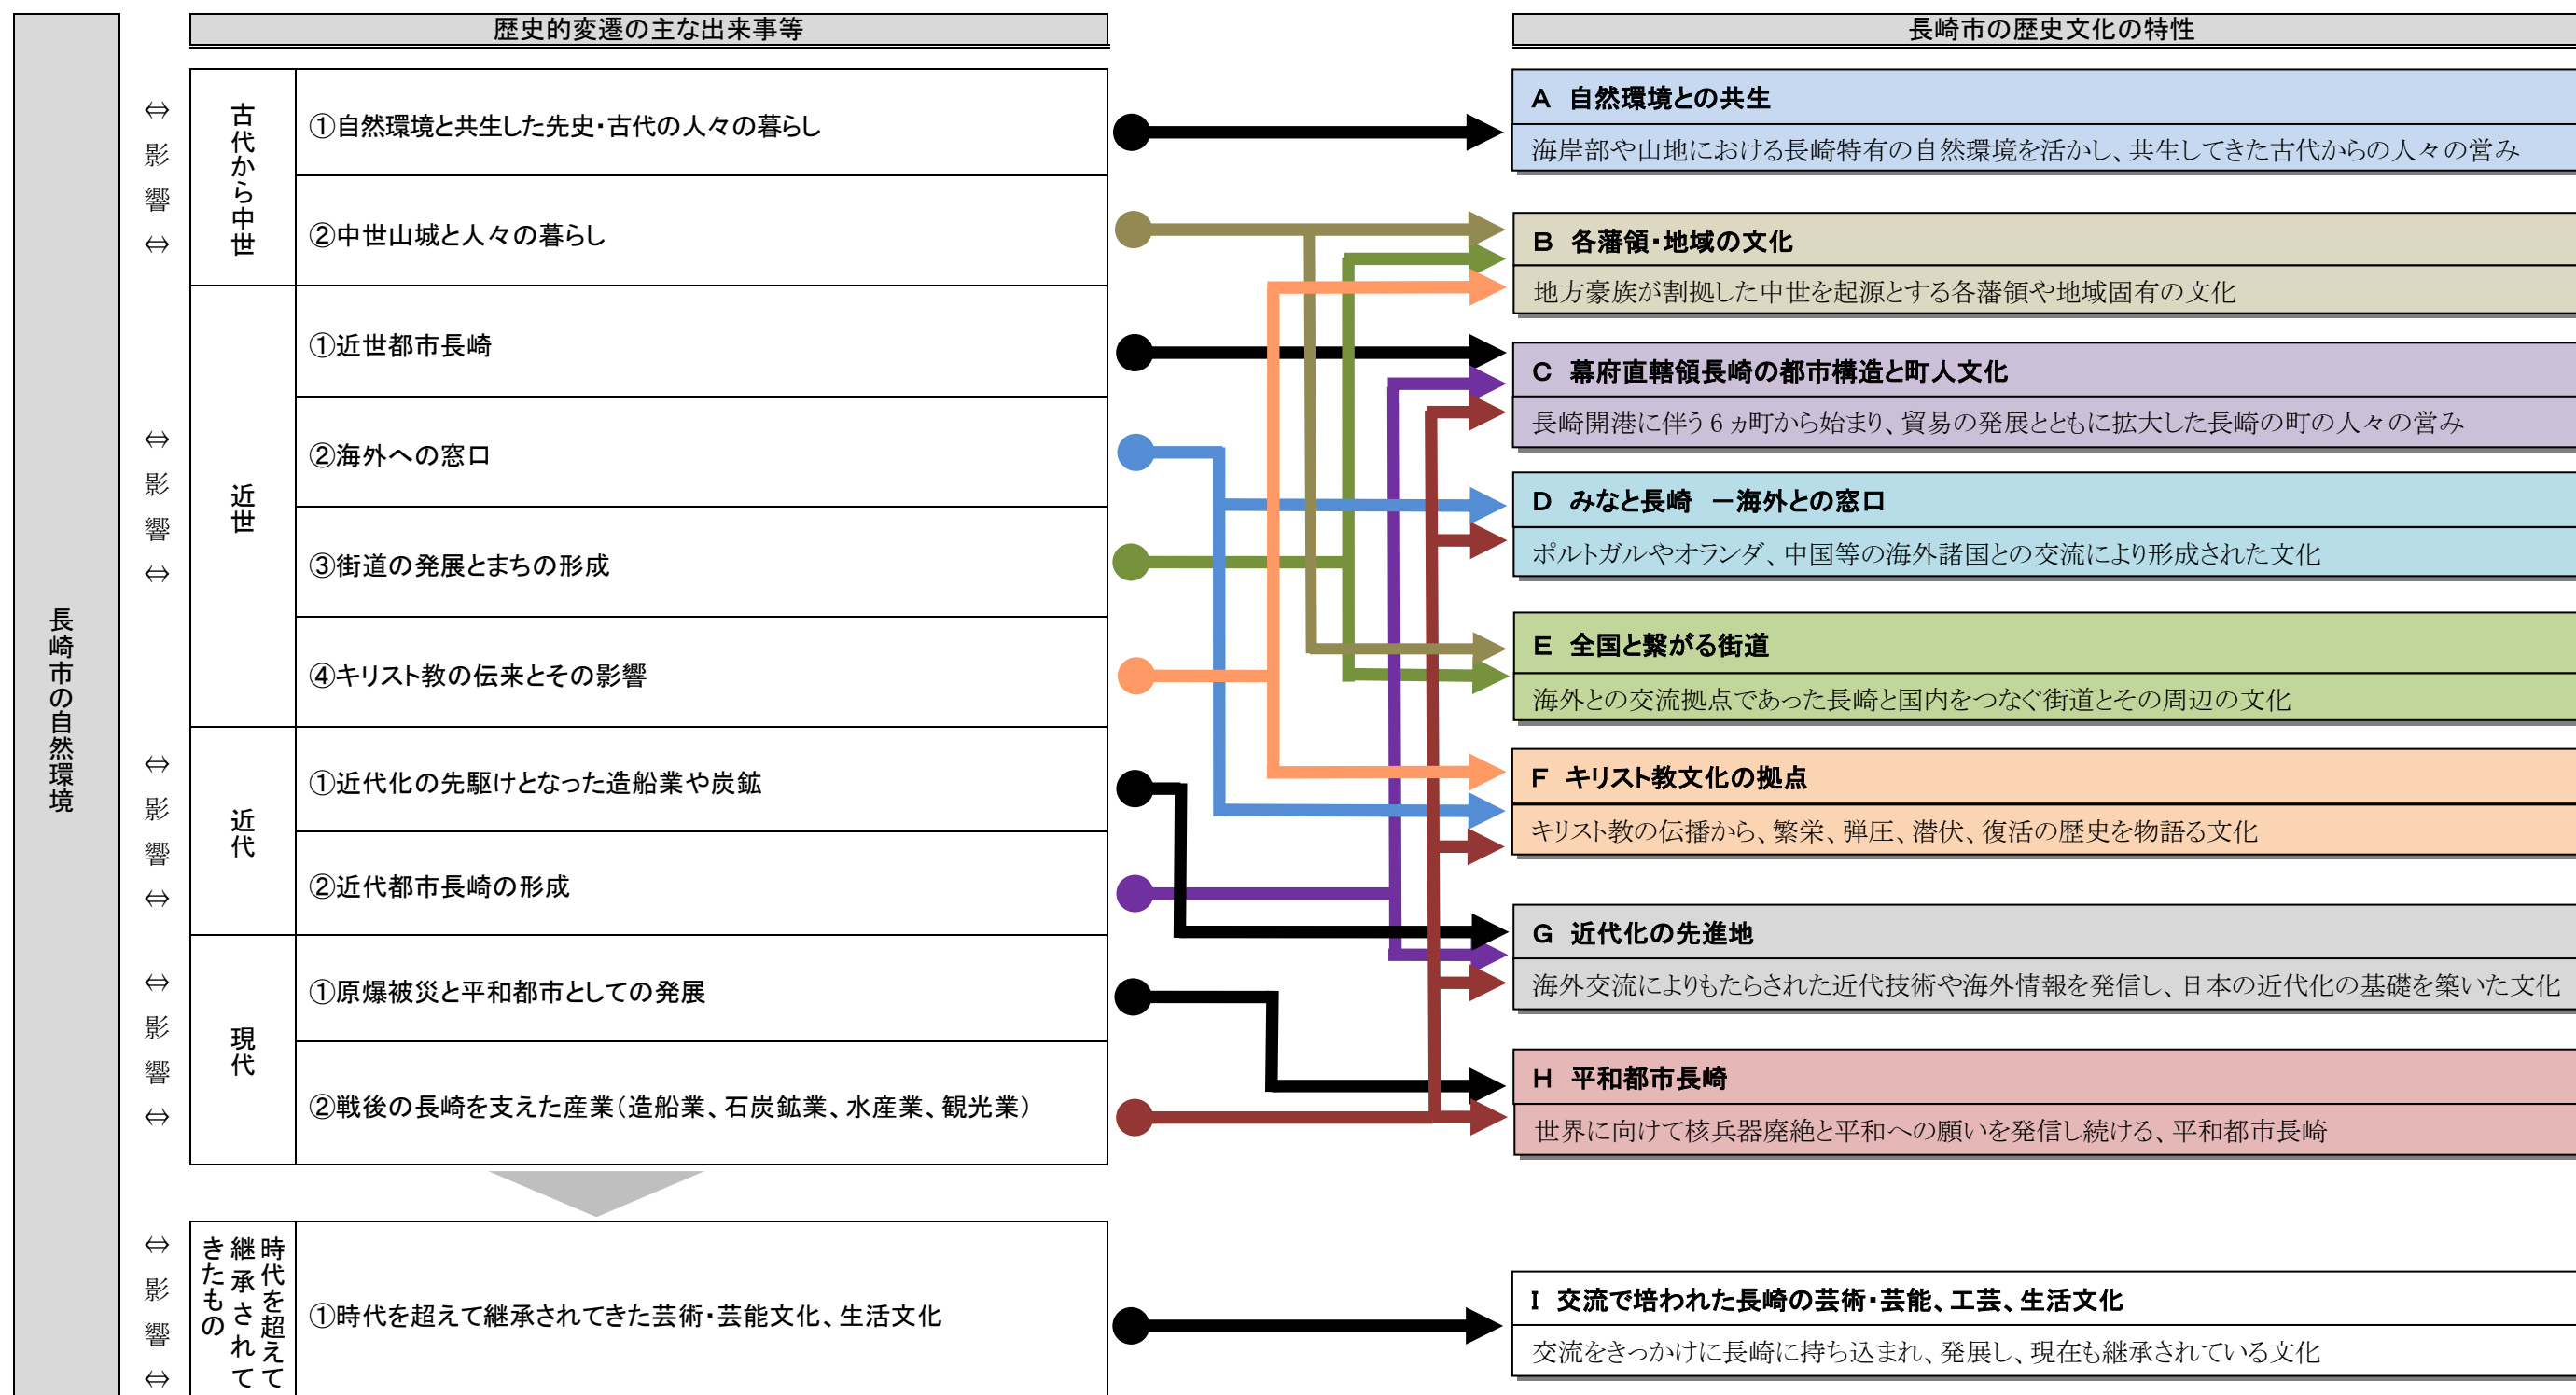 歴史的変遷の主な出来事等
長崎市の歴史文化の特性
長崎市の自然環境
⇔影響⇔
古代から中世
①自然環境と共生した先史・古代の人々の暮らし
②中世山城と人々の暮らし
⇔影響⇔
近世
①近世都市長崎
②海外への窓口
③街道の発展とまちの形成
④キリスト教の伝来とその影響
⇔影響⇔
近代
①近代化の先駆けとなった造船業や炭鉱
②近代都市長崎の形成
⇔影響⇔
現代
①原爆被災と平和都市としての発展
②戦後の長崎を支えた産業（造船業、石炭鉱業、水産業、観光業）
⇔影響⇔
時代を超えて
継承されて
きたもの
①時代を超えて継承されてきた芸術・芸能文化、生活文化
A 自然環境との共生
海岸部や山地における長崎特有の自然環境を活かし、共生してきた古代からの人々の営み
B 各藩領・地域の文化
地方豪族が割拠した中世を起源とする各藩領や地域固有の文化
C 幕府直轄領長崎の都市構造と町人文化
長崎開港に伴う6ヵ町から始まり、貿易の発展とともに拡大した長崎の町の人々の営み
D みなと長崎 －海外との窓口
ポルトガルやオランダ、中国等の海外諸国との交流により形成された文化
E 全国と繋がる街道
海外との交流拠点であった長崎と国内をつなぐ街道とその周辺の文化
F キリスト教文化の拠点
キリスト教の伝播から、繁栄、弾圧、潜伏、復活の歴史を物語る文化
G 近代化の先進地
海外交流によりもたらされた近代技術や海外情報を発信し、日本の近代化の基礎を築いた文化
H 平和都市長崎
世界に向けて核兵器廃絶と平和への願いを発信し続ける、平和都市長崎
I 交流で培われた長崎の芸術・芸能、工芸、生活文化
交流をきっかけに長崎に持ち込まれ、発展し、現在も継承されている文化